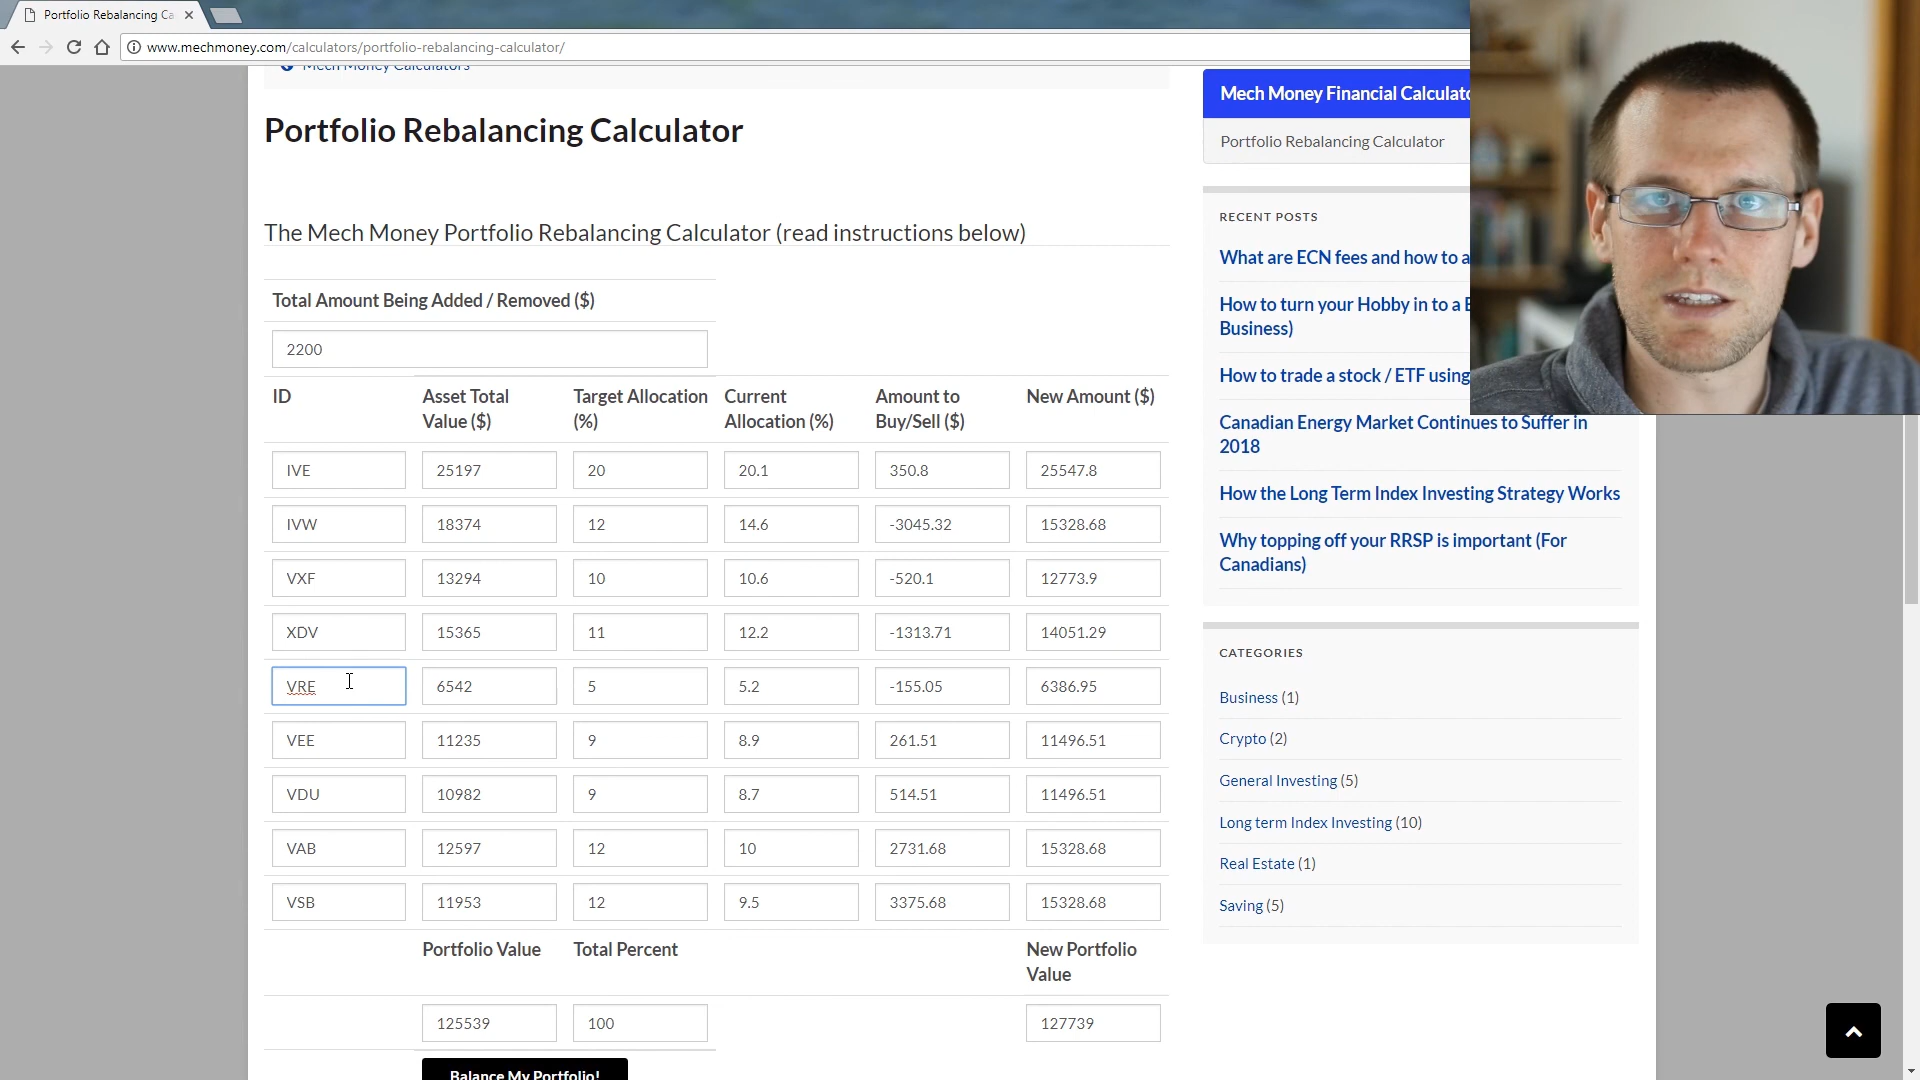 Portfolio Rebalancing Ca
www.mechmoney.com/calculators/portfolio-rebalancing-calculator/
Mech Money Calculators
Portfolio Rebalancing Calculator
The Mech Money Portfolio Rebalancing Calculator (read instructions below)
Total Amount Being Added / Removed ($)
2200
ID Asset Total Value ($) Target Allocation (%) Current Allocation (%) Amount to Buy/Sell ($) New Amount ($)
IVE 25197 20 20.1 350.8 25547.8
IVW 18374 12 14.6 -3045.32 15328.68
VXF 13294 10 10.6 -520.1 12773.9
XDV 15365 11 12.2 -1313.71 14051.29
VRE 6542 5 5.2 -155.05 6386.95
VEE 11235 9 8.9 261.51 11496.51
VDU 10982 9 8.7 514.51 11496.51
VAB 12597 12 10 2731.68 15328.68
VSB 11953 12 9.5 3375.68 15328.68
Portfolio Value Total Percent New Portfolio Value
125539 100 127739
Balance My Portfolio!
Mech Money Financial Calculato
Portfolio Rebalancing Calculator
RECENT POSTS
What are ECN fees and how to a
How to turn your Hobby in to a B
Business)
How to trade a stock / ETF using
Canadian Energy Market Continues to Suffer in
2018
How the Long Term Index Investing Strategy Works
Why topping off your RRSP is important (For
Canadians)
CATEGORIES
Business (1)
Crypto (2)
General Investing (5)
Long term Index Investing (10)
Real Estate (1)
Saving (5)